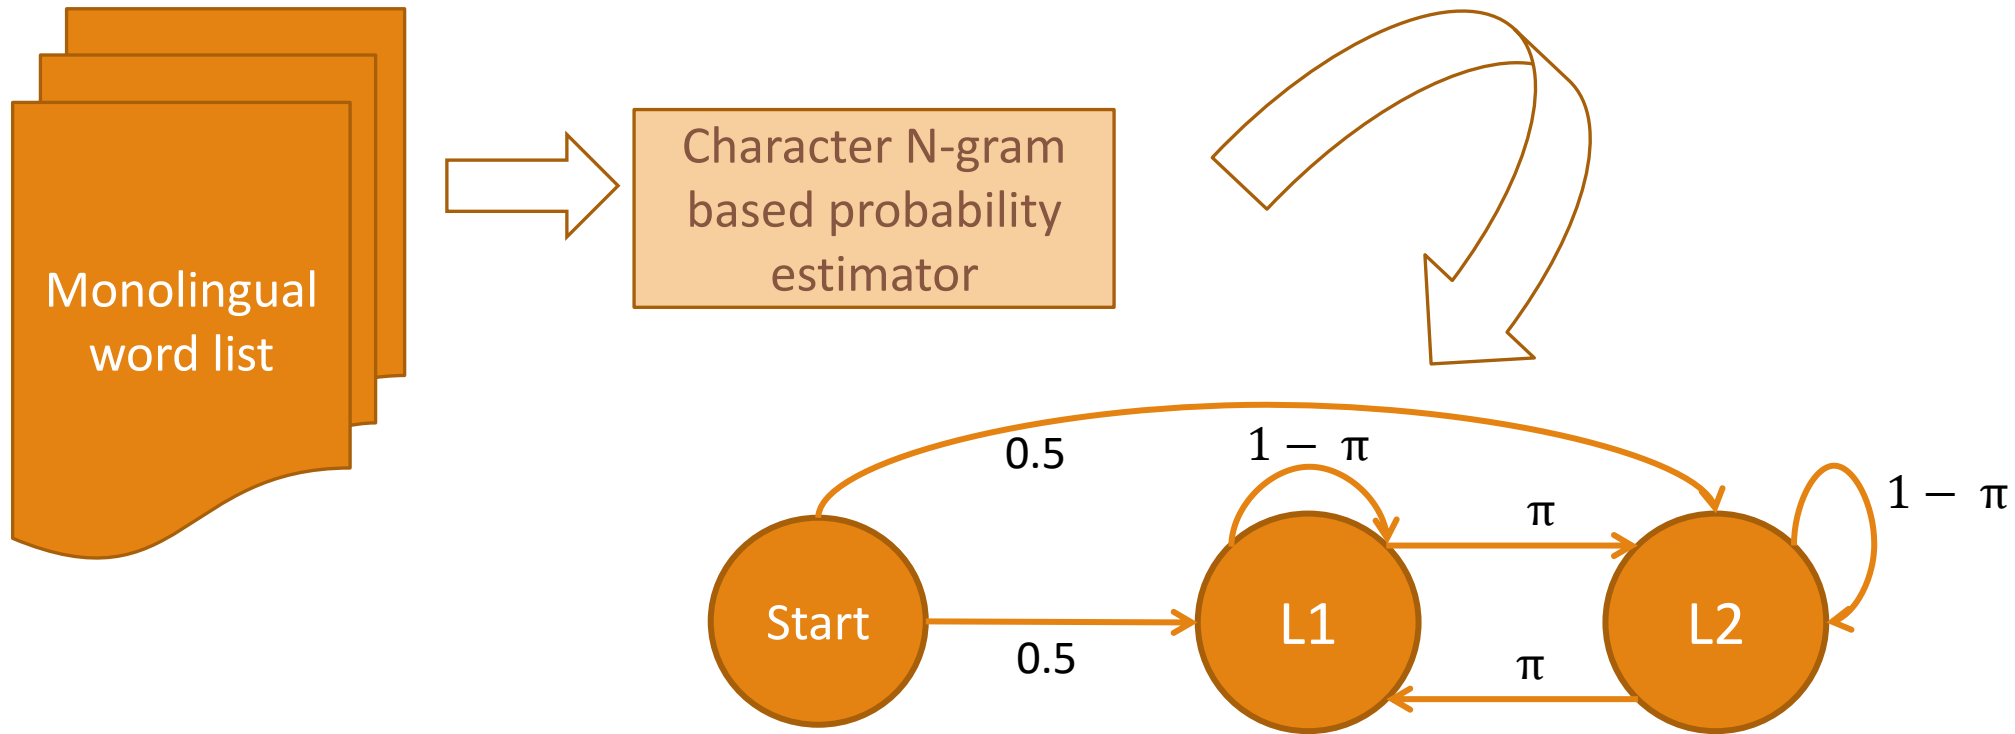 Monolingual
word list
Character N-gram
based probability
estimator
0.5
1 − π
π
1 − π
Start
0.5
L1
π
L2